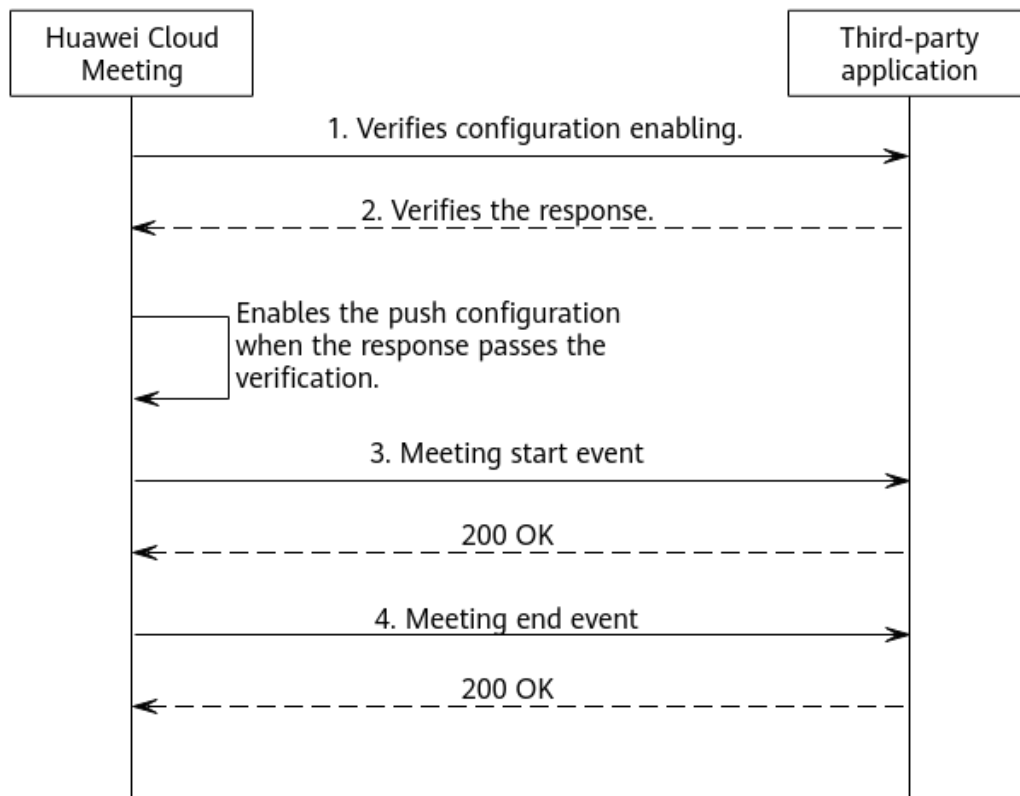 Huawei Cloud
Meeting
Third-party
application
1. Verifies configuration enabling.
2. Verifies the response.
Enables the push configuration
when the response passes the
verification.
3. Meeting start event
200 OK
4. Meeting end event
200 OK